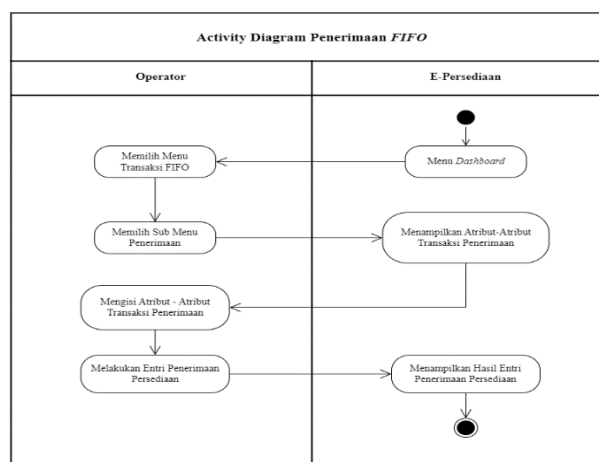 Activity Diagram Penerimaan FIFO
Operator
E-Persediaan
Menu Dashboard
Memilih Menu
Transaksi FIFO
Memilih Sub Menu
Penerimaan
Menampilkan Atribut-Atribut
Transaksi Penerimaan
Mengisi Atribut - Atribut
Transaksi Penerimaan
Melakukan Entri Penerimaan
Persediaan
Menampilkan Hasil Entri
Penerimaan Persediaan